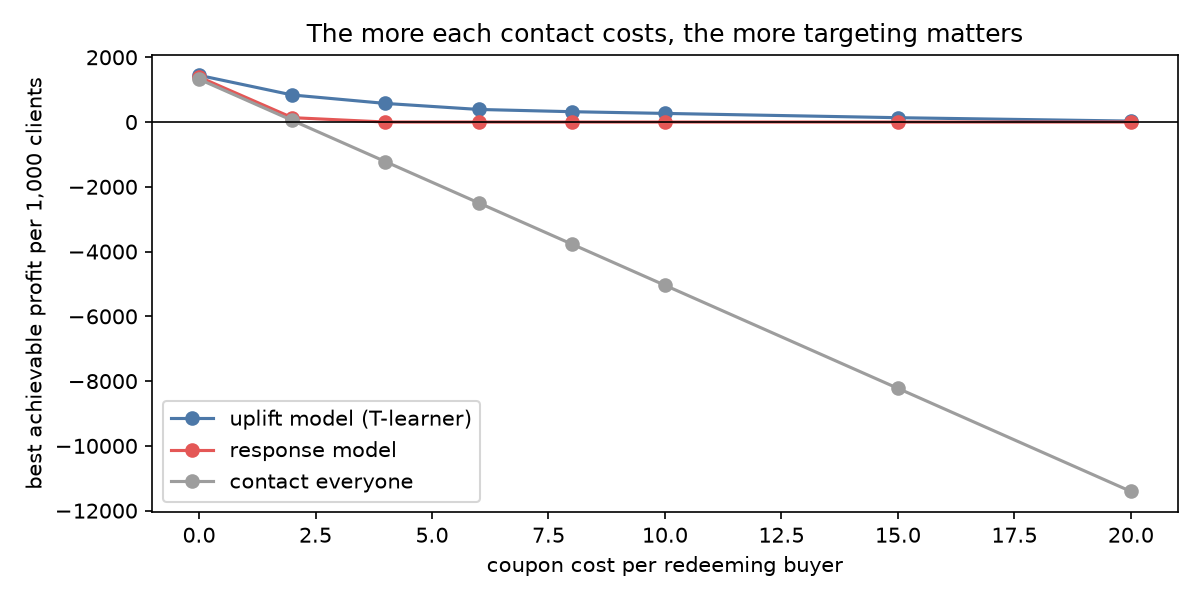 The more each contact costs, the more targeting matters
best achievable profit per 1,000 clients
2000
0
−2000
−4000
−6000
−8000
−10000
−12000
uplift model (T-learner)
response model
contact everyone
0.0 2.5 5.0 7.5 10.0 12.5 15.0 17.5 20.0
coupon cost per redeeming buyer